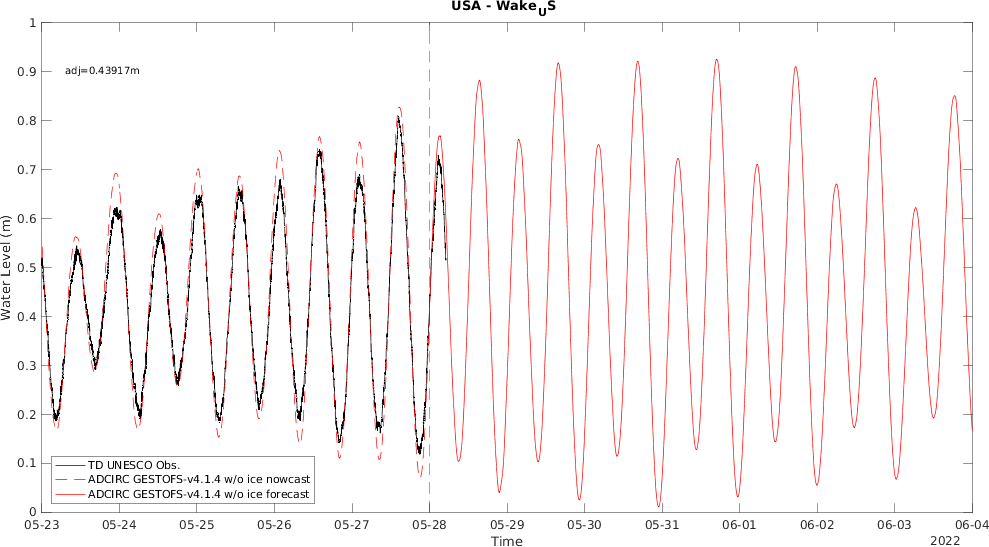 USA - Wake_US
1
adj=0.43917m
0.9
0.8
0.7
0.6
0.5
0.4
0.3
0.2
0.1
0
Water Level (m)
TD UNESCO Obs.
ADCIRC GESTOFS-v4.1.4 w/o ice nowcast
ADCIRC GESTOFS-v4.1.4 w/o ice forecast
05-23 05-24 05-25 05-26 05-27 05-28 05-29 05-30 05-31 06-01 06-02 06-03 06-04
Time
2022